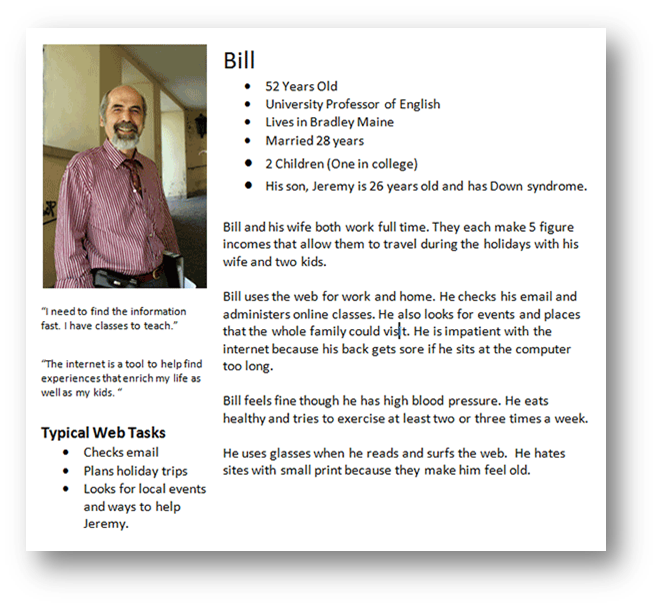 Bill
• 52 Years Old
• University Professor of English
• Lives in Bradley Maine
• Married 28 years
• 2 Children (One in college)
• His son, Jeremy is 26 years old and has Down syndrome.
Bill and his wife both work full time. They each make 5 figure
incomes that allow them to travel during the holidays with his
wife and two kids.
Bill uses the web for work and home. He checks his email and
administers online classes. He also looks for events and places
that the whole family could visit. He is impatient with the
internet because his back gets sore if he sits at the computer
too long.
Bill feels fine though he has high blood pressure. He eats
healthy and tries to exercise at least two or three times a week.
He uses glasses when he reads and surfs the web.  He hates
sites with small print because they make him feel old.
“I need to find the information
fast. I have classes to teach.”
“The internet is a tool to help find
experiences that enrich my life as
well as my kids. “
Typical Web Tasks
• Checks email
• Plans holiday trips
• Looks for local events
and ways to help
Jeremy.